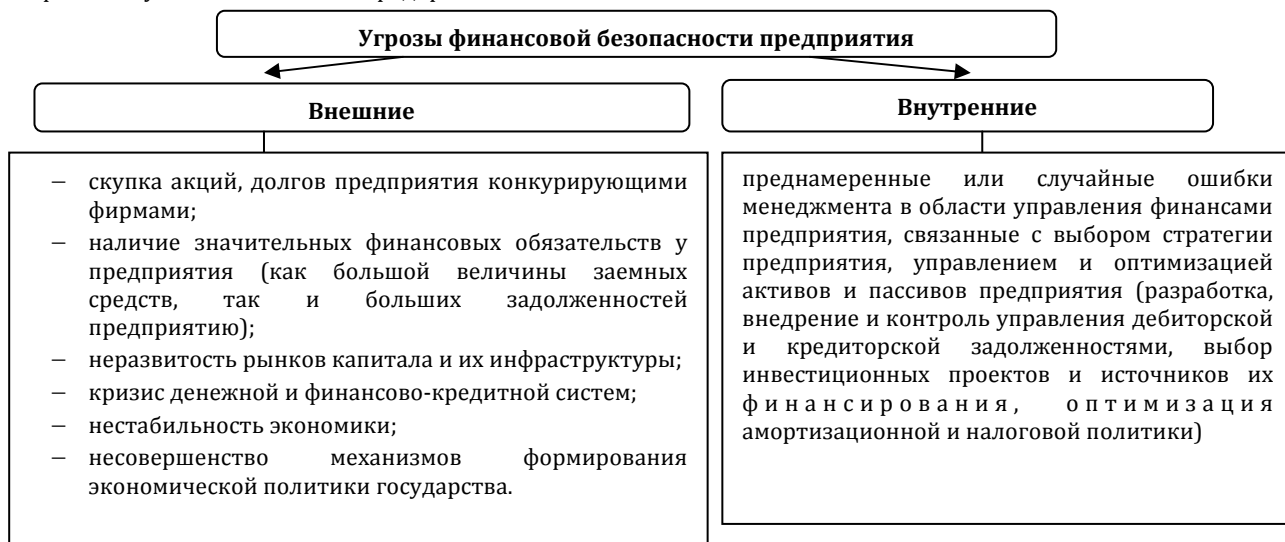 Угрозы финансовой безопасности предприятия
Внешние
− скупка акций, долгов предприятия конкурирующими
фирмами;
− наличие значительных финансовых обязательств у
предприятия (как большой величины заемных
средств, так и больших задолженностей
предприятию);
− неразвитость рынков капитала и их инфраструктуры;
− кризис денежной и финансово-кредитной систем;
− нестабильность экономики;
− несовершенство механизмов формирования
экономической политики государства.
Внутренние
преднамеренные или случайные ошибки
менеджмента в области управления финансами
предприятия, связанные с выбором стратегии
предприятия, управлением и оптимизацией
активов и пассивов предприятия (разработка,
внедрение и контроль управления дебиторской
и кредиторской задолженностями, выбор
инвестиционных проектов и источников их
финансирования, оптимизация
амортизационной и налоговой политики)